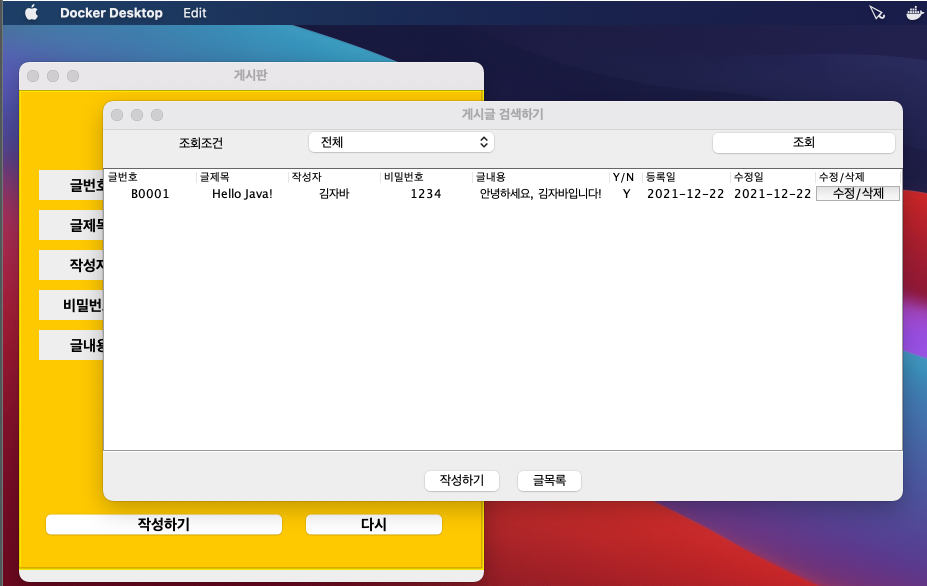 Docker Desktop Edit
게시판
게시글 검색하기
조회조건 전체 조회
글번호 글제목 작성자 비밀번호 글내용 Y/N 등록일 수정일 수정/삭제
B0001 Hello Java! 김자바 1234 안녕하세요, 김자바입니다! Y 2021-12-22 2021-12-22 수정/삭제
글번호
글제목
작성자
비밀번
글내용
작성하기 글목록
작성하기 다시